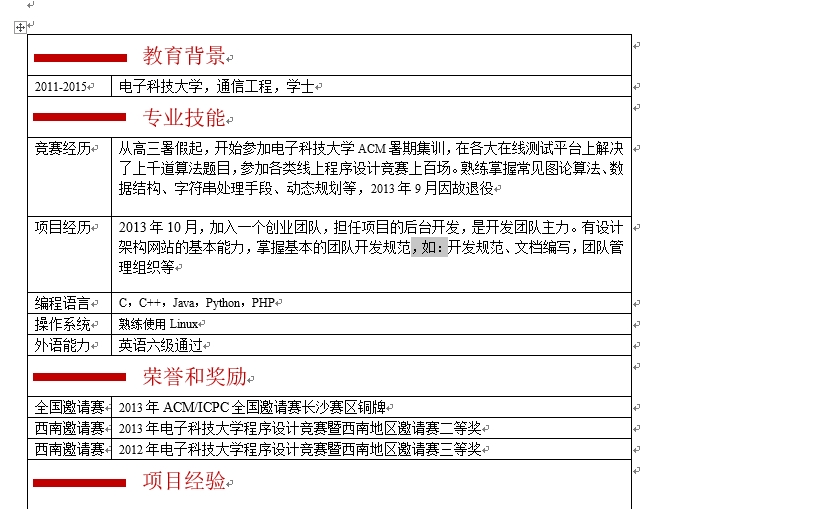 教育背景
2011-2015 电子科技大学，通信工程，学士
专业技能
竞赛经历 从高三暑假起，开始参加电子科技大学 ACM 暑期集训，在各大在线测试平台上解决
了上千道算法题目，参加各类线上程序设计竞赛上百场。熟练掌握常见图论算法、数
据结构、字符串处理手段、动态规划等，2013 年 9 月因故退役
项目经历 2013 年 10 月，加入一个创业团队，担任项目的后台开发，是开发团队主力。有设计
架构网站的基本能力，掌握基本的团队开发规范，如：开发规范、文档编写，团队管
理组织等
编程语言 C，C++，Java，Python，PHP
操作系统 熟练使用 Linux
外语能力 英语六级通过
荣誉和奖励
全国邀请赛 2013 年 ACM/ICPC 全国邀请赛长沙赛区铜牌
西南邀请赛 2013 年电子科技大学程序设计竞赛暨西南地区邀请赛二等奖
西南邀请赛 2012 年电子科技大学程序设计竞赛暨西南地区邀请赛三等奖
项目经验